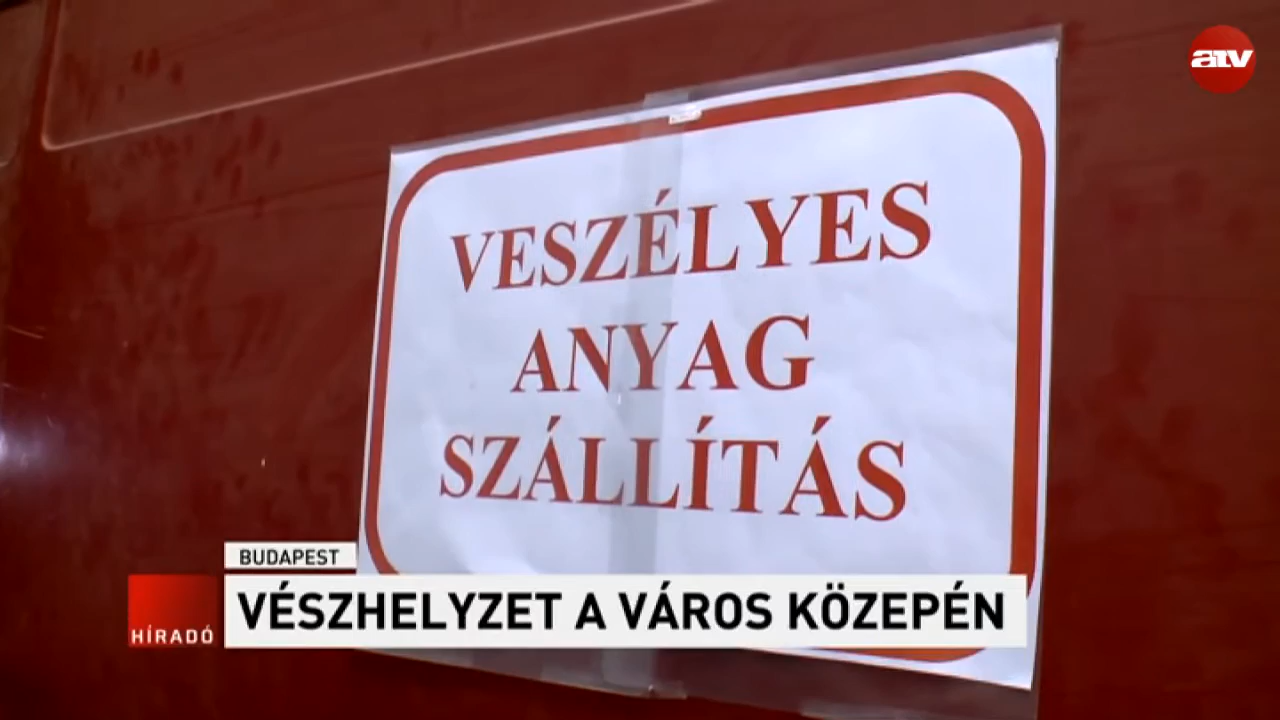 atv
VESZÉLYES
ANYAG
SZÁLLÍTÁS
BUDAPEST
HÍRADÓ
VÉSZHELYZET A VÁROS KÖZEPÉN